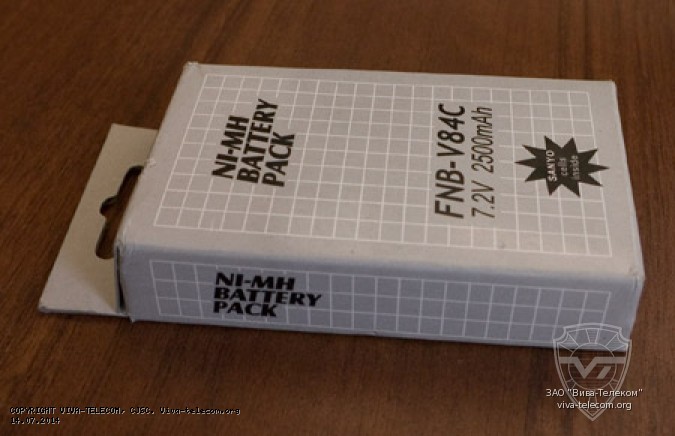 NI-MH
BATTERY
PACK
FNB-V84C
7.2V 2500mAh
SANYO
cells
inside
NI-MH
BATTERY
PACK
COPYRIGHT VIVA-TELECOM, CJSC. Viva-telecom.org
14.07.2014
ЗАО "Вива-Телеком"
viva-telecom.org